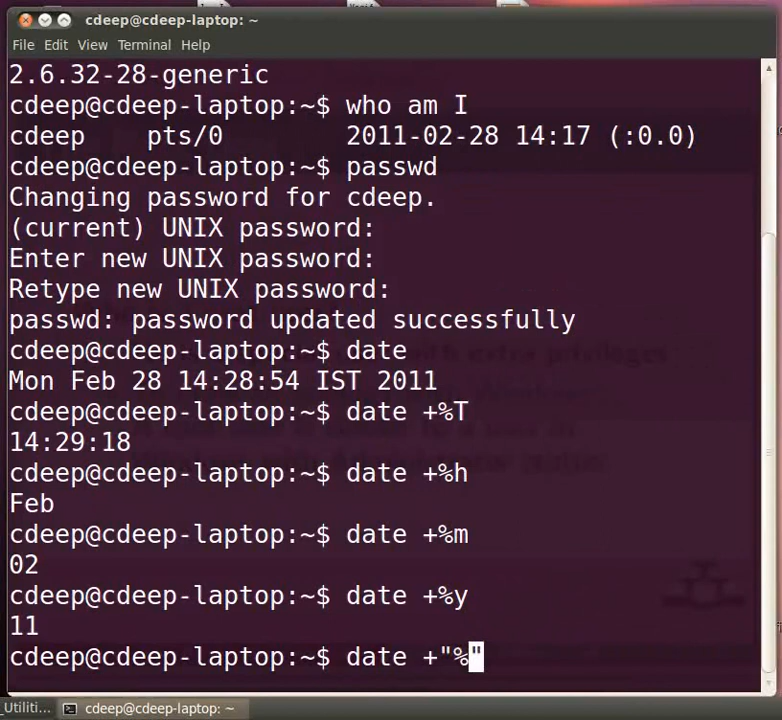 cdeep@cdeep-laptop: ~
File Edit View Terminal Help
2.6.32-28-generic
cdeep@cdeep-laptop:~$ who am I
cdeep    pts/0        2011-02-28 14:17 (:0.0)
cdeep@cdeep-laptop:~$ passwd
Changing password for cdeep.
(current) UNIX password:
Enter new UNIX password:
Retype new UNIX password:
passwd: password updated successfully
cdeep@cdeep-laptop:~$ date
Mon Feb 28 14:28:54 IST 2011
cdeep@cdeep-laptop:~$ date +%T
14:29:18
cdeep@cdeep-laptop:~$ date +%h
Feb
cdeep@cdeep-laptop:~$ date +%m
02
cdeep@cdeep-laptop:~$ date +%y
11
cdeep@cdeep-laptop:~$ date +"%"
Utiliti... cdeep@cdeep-laptop: ~